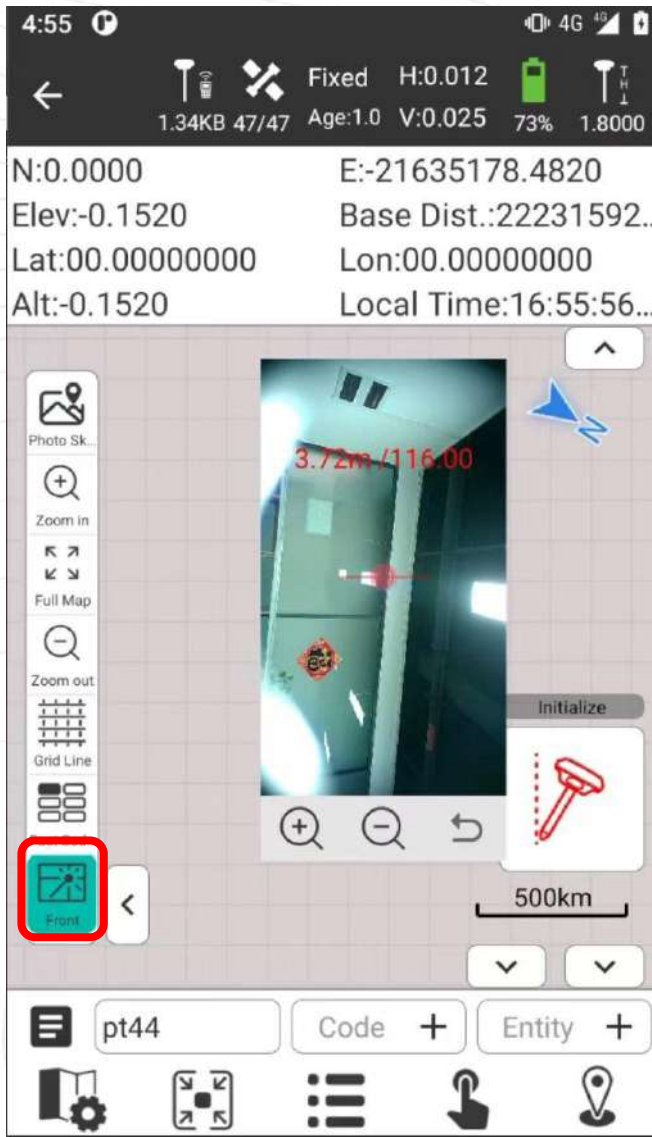 4:55 4G 4G
Fixed H:0.012
1.34KB 47/47 Age:1.0 V:0.025 73% 1.8000
T
H
N:0.0000 E:-21635178.4820
Elev:-0.1520 Base Dist.:22231592..
Lat:00.00000000 Lon:00.00000000
Alt:-0.1520 Local Time:16:55:56...
Photo Sk...
Zoom in
Full Map
Zoom out
Grid Line
Front
3.72m /116.00
N
Initialize
500km
pt44 Code + Entity +